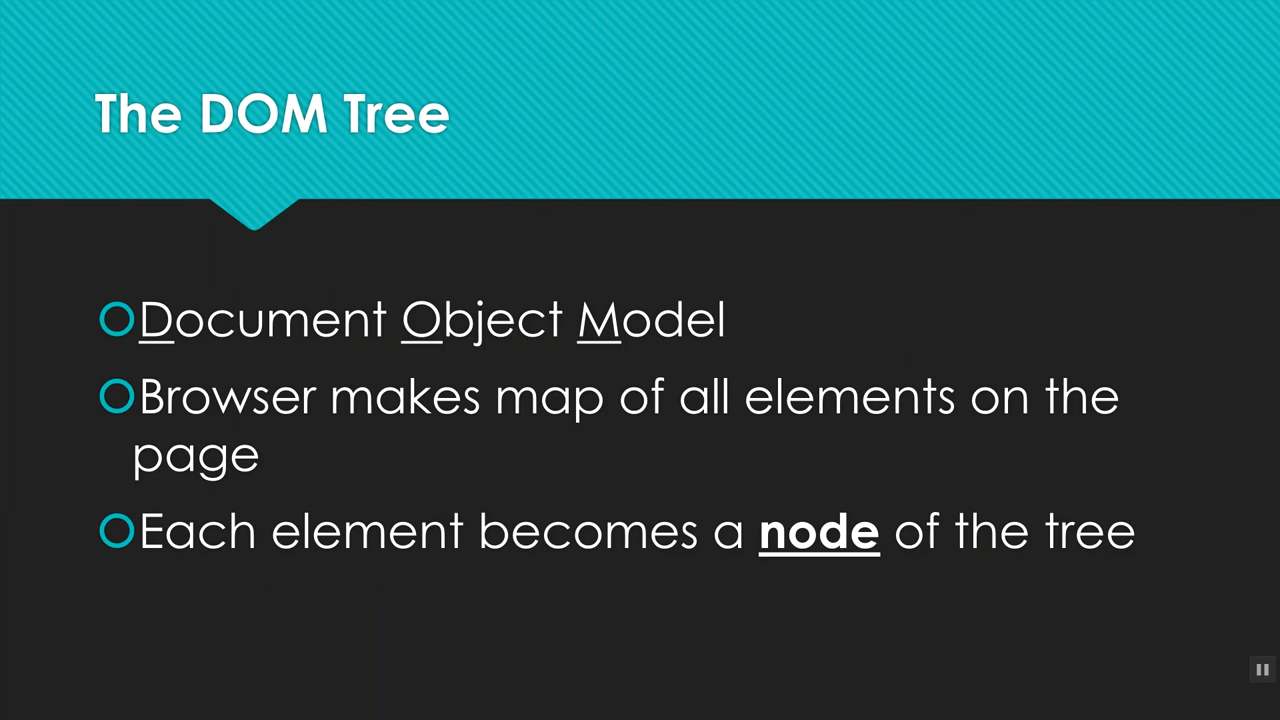 The DOM Tree
Document Object Model
Browser makes map of all elements on the
page
Each element becomes a node of the tree